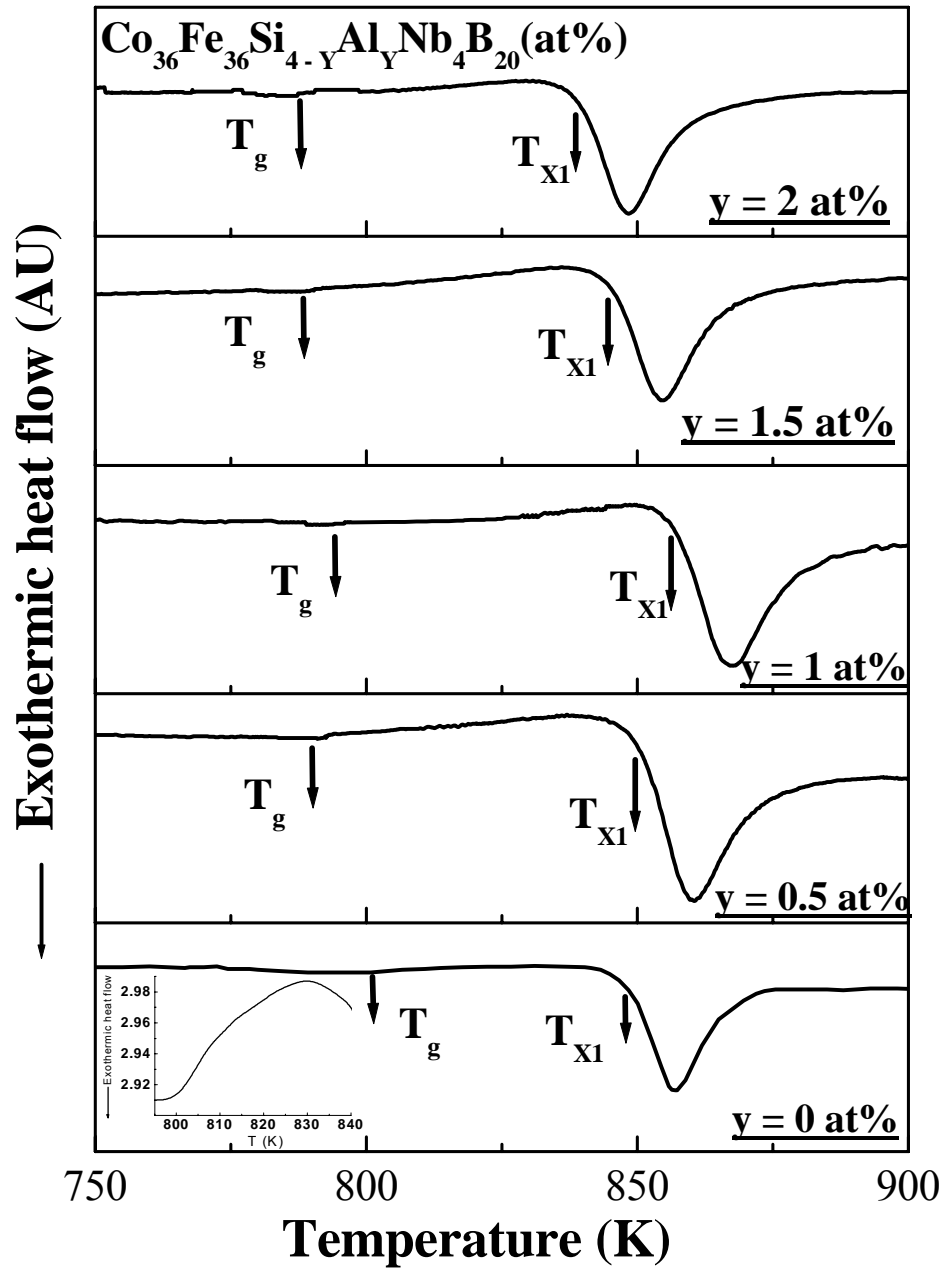 Co36Fe36Si4-YAlYNb4B20(at%)
Tg
TX1
y = 2 at%
Tg
TX1
y = 1.5 at%
Tg
TX1
y = 1 at%
Tg
TX1
y = 0.5 at%
Tg
TX1
y = 0 at%
Exothermic heat flow
2.98
2.96
2.94
2.92
800 810 820 830 840
T (K)
750 800 850 900
Temperature (K)
Exothermic heat flow (AU)